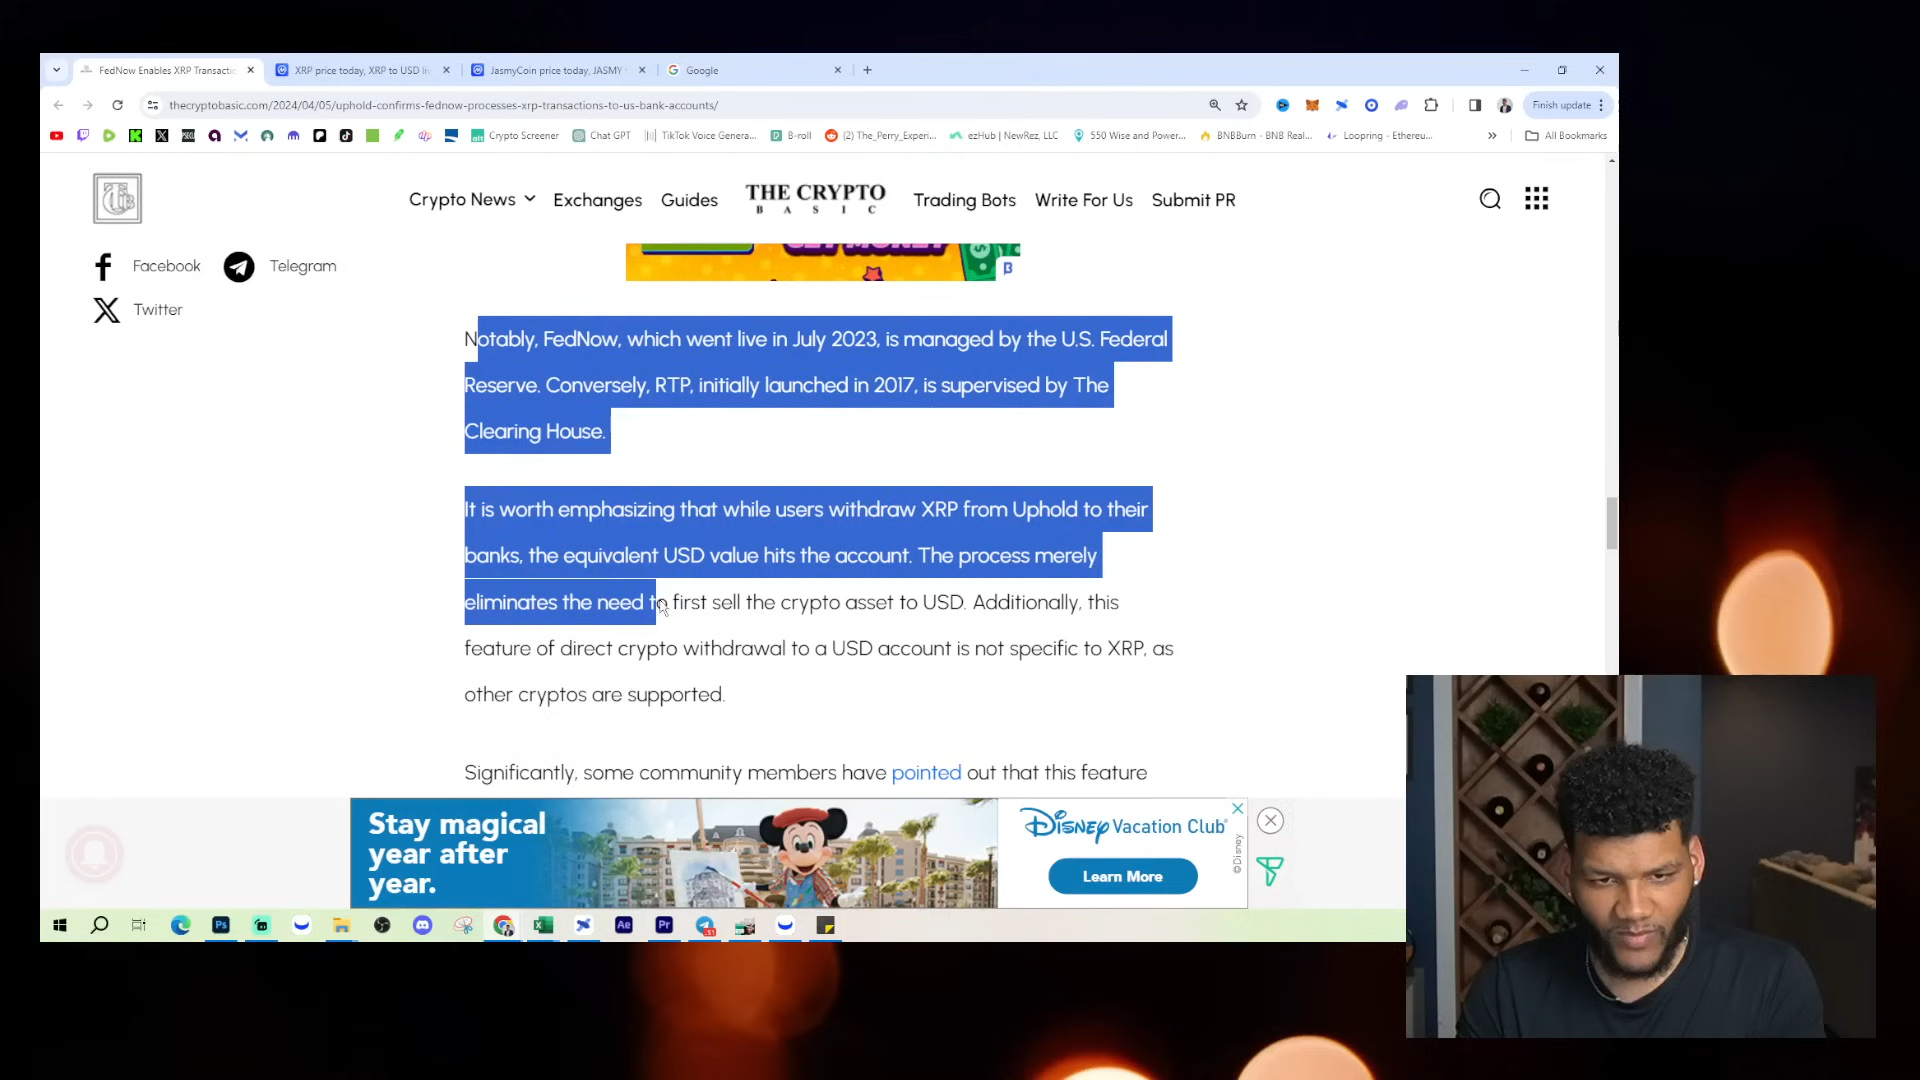 FedNow Enables XRP Transactic
XRP price today, XRP to USD liv
JasmyCoin price today, JASMY
Google
thecryptobasic.com/2024/04/05/uphold-confirms-fednow-processes-xrp-transactions-to-us-bank-accounts/
Finish update
Crypto Screener
Chat GPT
TikTok Voice Genera...
B-roll
(2) The_Perry_Experi...
ezHub | NewRez, LLC
550 Wise and Power...
BNBBurn - BNB Real...
Loopring - Ethereu...
All Bookmarks
Crypto News
Exchanges
Guides
THE CRYPTO
BASIC
Trading Bots
Write For Us
Submit PR
Facebook
Telegram
Twitter
GET MONEY
Notably, FedNow, which went live in July 2023, is managed by the U.S. Federal
Reserve. Conversely, RTP, initially launched in 2017, is supervised by The
Clearing House.
It is worth emphasizing that while users withdraw XRP from Uphold to their
banks, the equivalent USD value hits the account. The process merely
eliminates the need to first sell the crypto asset to USD. Additionally, this
feature of direct crypto withdrawal to a USD account is not specific to XRP, as
other cryptos are supported.
Significantly, some community members have pointed out that this feature
Stay magical
year after
year.
Disney Vacation Club
Learn More
©Disney